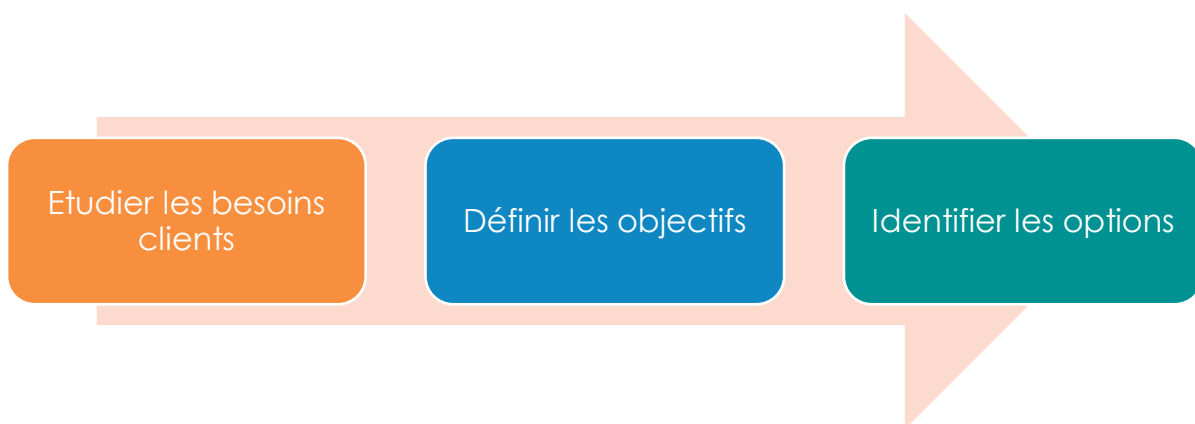 Etudier les besoins
clients
Définir les objectifs
Identifier les options